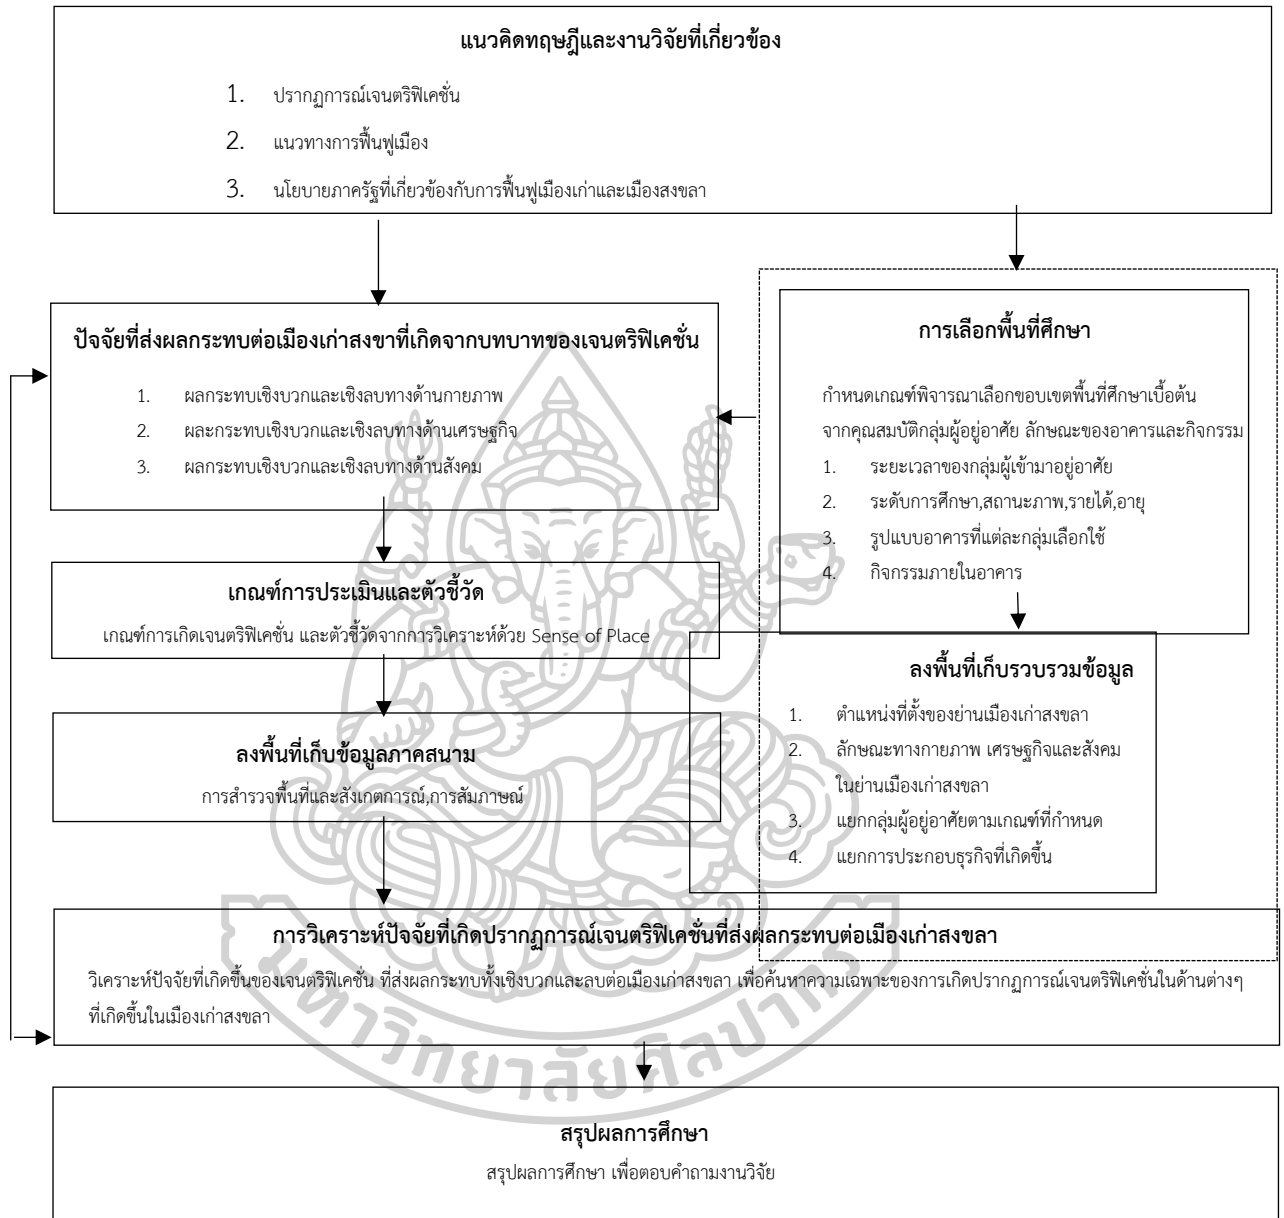 แนวคิดทฤษฎีและงานวิจัยที่เกี่ยวข้อง
1. ปรากฏการณ์เจนตริฟิเคชั่น
2. แนวทางการฟื้นฟูเมือง
3. นโยบายภาครัฐที่เกี่ยวข้องกับการฟื้นฟูเมืองเก่าและเมืองสงขลา
ปัจจัยที่ส่งผลกระทบต่อเมืองเก่าสงขาที่เกิดจากบทบาทของเจนตริฟิเคชั่น
1. ผลกระทบเชิงบวกและเชิงลบทางด้านกายภาพ
2. ผละกระทบเชิงบวกและเชิงลบทางด้านเศรษฐกิจ
3. ผลกระทบเชิงบวกและเชิงลบทางด้านสังคม
การเลือกพื้นที่ศึกษา
กำหนดเกณฑ์พิจารณาเลือกขอบเขตพื้นที่ศึกษาเบื้อต้น
จากคุณสมบัติกลุ่มผู้อยู่อาศัย ลักษณะของอาคารและกิจกรรม
1. ระยะเวลาของกลุ่มผู้เข้ามาอยู่อาศัย
2. ระดับการศึกษา,สถานะภาพ,รายได้,อายุ
3. รูปแบบอาคารที่แต่ละกลุ่มเลือกใช้
4. กิจกรรมภายในอาคาร
เกณฑ์การประเมินและตัวชี้วัด
เกณฑ์การเกิดเจนตริฟิเคชั่น และตัวชี้วัดจากการวิเคราะห์ด้วย Sense of Place
ลงพื้นที่เก็บรวบรวมข้อมูล
1. ตำแหน่งที่ตั้งของย่านเมืองเก่าสงขลา
2. ลักษณะทางกายภาพ เศรษฐกิจและสังคม
ในย่านเมืองเก่าสงขลา
3. แยกกลุ่มผู้อยู่อาศัยตามเกณฑ์ที่กำหนด
4. แยกการประกอบธุรกิจที่เกิดขึ้น
ลงพื้นที่เก็บข้อมูลภาคสนาม
การสำรวจพื้นที่และสังเกตการณ์,การสัมภาษณ์
การวิเคราะห์ปัจจัยที่เกิดปรากฏการณ์เจนตริฟิเคชั่นที่ส่งผลกระทบต่อเมืองเก่าสงขลา
วิเคราะห์ปัจจัยที่เกิดขึ้นของเจนตริฟิเคชั่น ที่ส่งผลกระทบทั้งเชิงบวกและลบต่อเมืองเก่าสงขลา เพื่อค้นหาความเฉพาะของการเกิดปรากฏการณ์เจนตริฟิเคชั่นในด้านต่างๆ
ที่เกิดขึ้นในเมืองเก่าสงขลา
มหาวิทยาลัยศิลปากร
สรุปผลการศึกษา
สรุปผลการศึกษา เพื่อตอบคำถามงานวิจัย